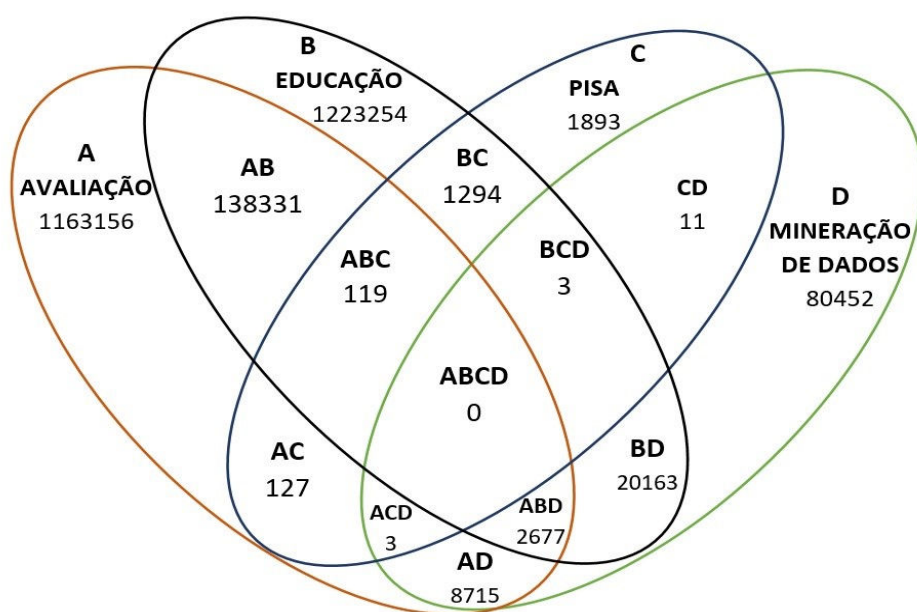 B
EDUCAÇÃO
1223254
C
PISA
1893
A
AVALIAÇÃO
1163156
AB
138331
BC
1294
CD
11
D
MINERAÇÃO
DE DADOS
80452
ABC
119
BCD
3
ABCD
0
AC
127
BD
20163
ACD
3
ABD
2677
AD
8715